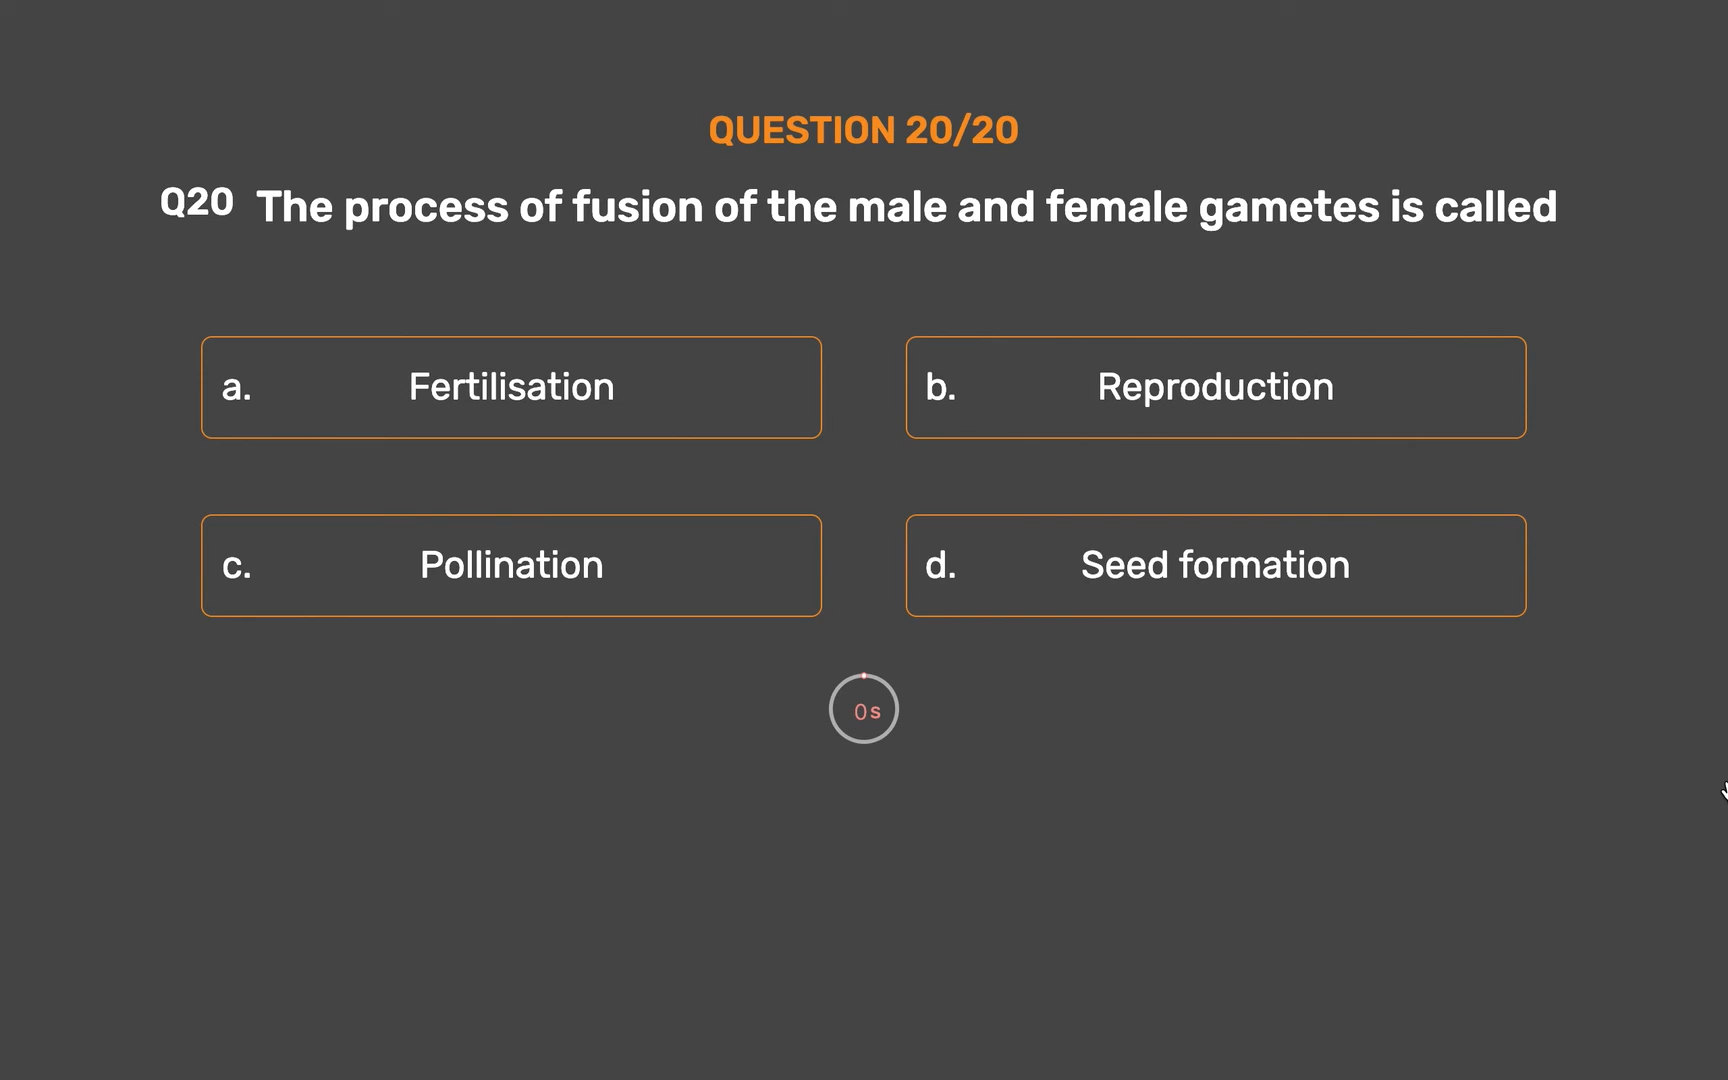 QUESTION 20/20
Q20 The process of fusion of the male and female gametes is called
a. Fertilisation
b. Reproduction
c. Pollination
d. Seed formation
0s